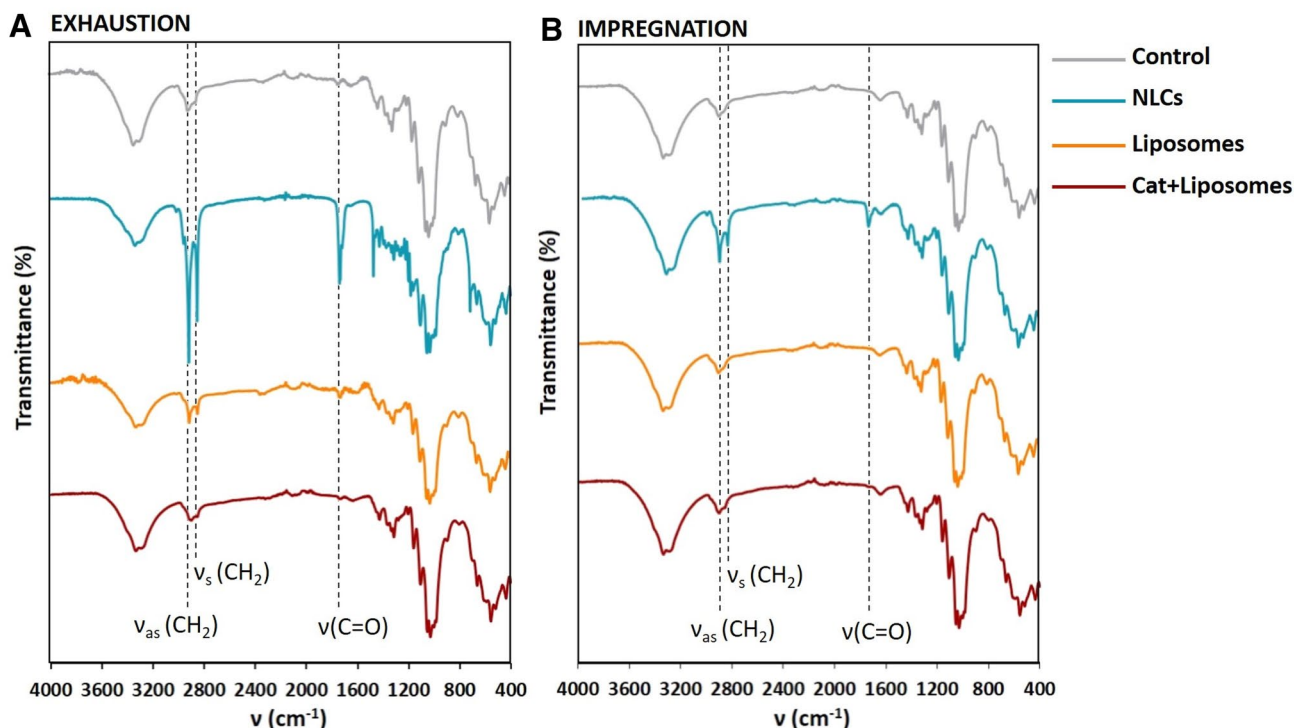 A EXHAUSTION
B IMPREGNATION
Control
NLCs
Liposomes
Cat+Liposomes
Transmittance (%)
Transmittance (%)
νs (CH2)
νas (CH2)
ν(C=O)
νs (CH2)
νas (CH2)
ν(C=O)
4000 3600 3200 2800 2000 1600 1200 800 400
4000 3600 3200 2800 2000 1600 1200 800 400
ν (cm-1)
ν (cm-1)